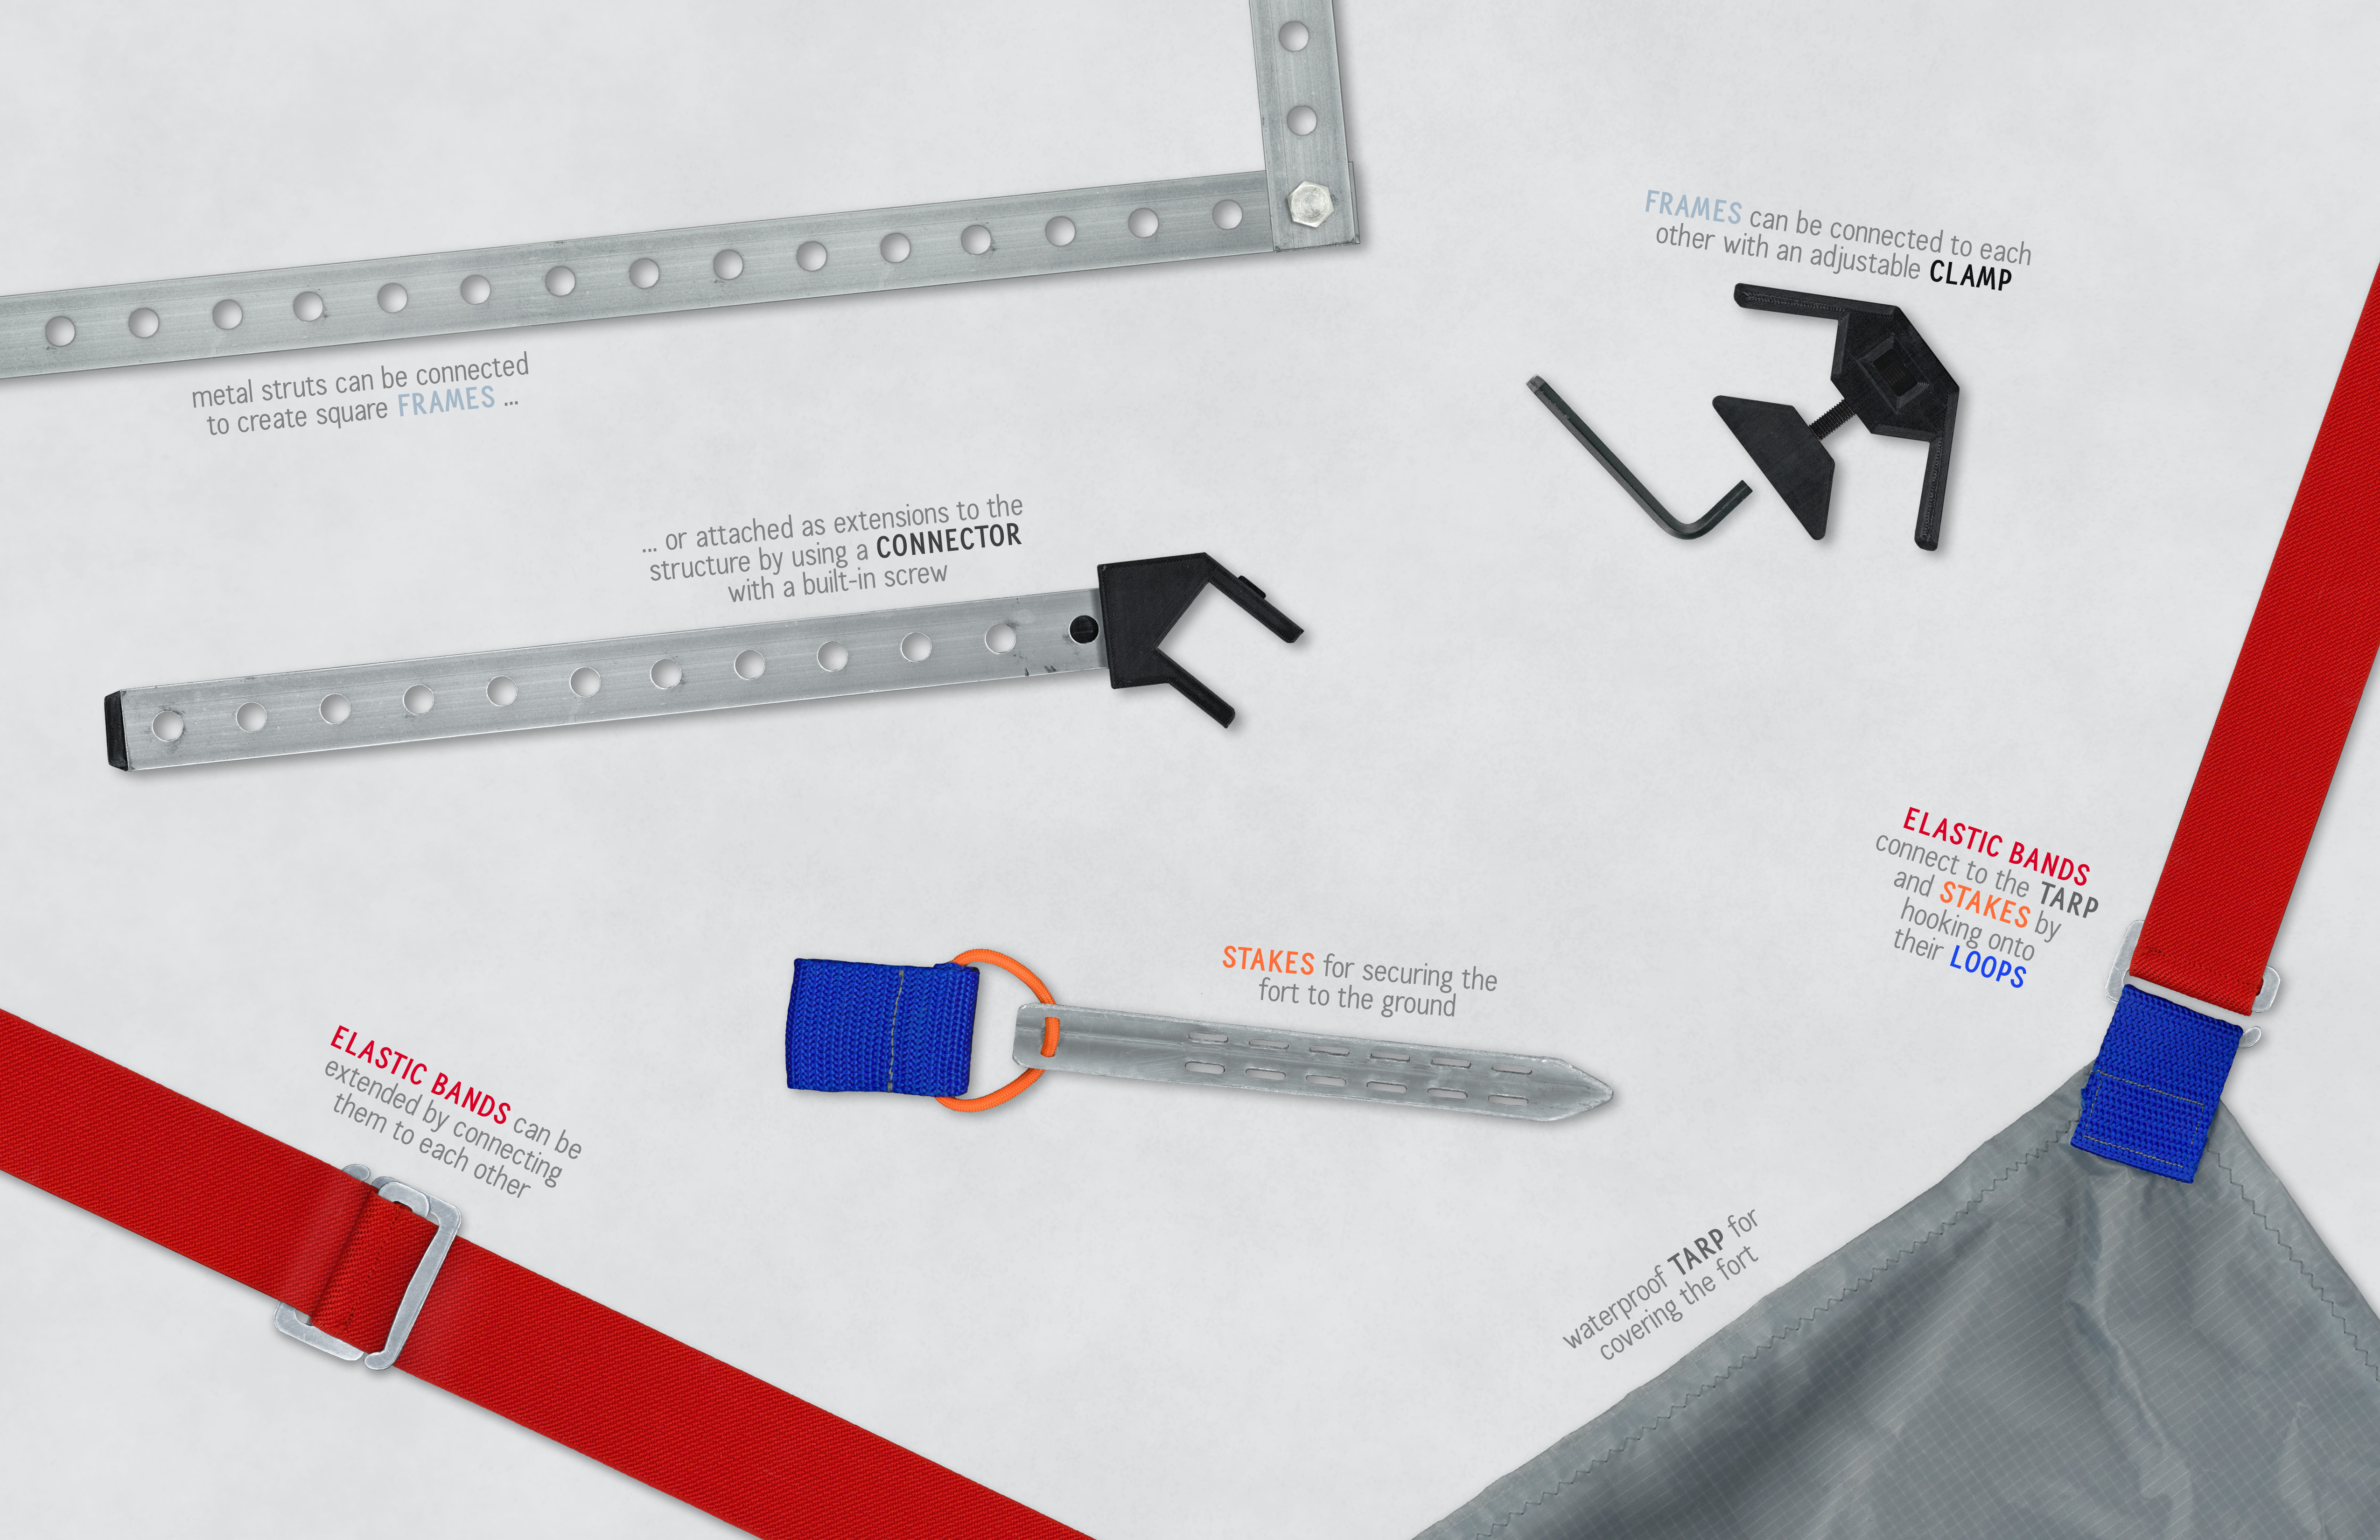 FRAMES can be connected to each
other with an adjustable CLAMP
metal struts can be connected
to create square FRAMES ...
... or attached as extensions to the
structure by using a CONNECTOR
with a built-in screw
ELASTIC BANDS
connect to the TARP
and STAKES by
hooking onto
their LOOPS
STAKES for securing the
fort to the ground
ELASTIC BANDS can be
extended by connecting
them to each other
waterproof TARP for
covering the fort